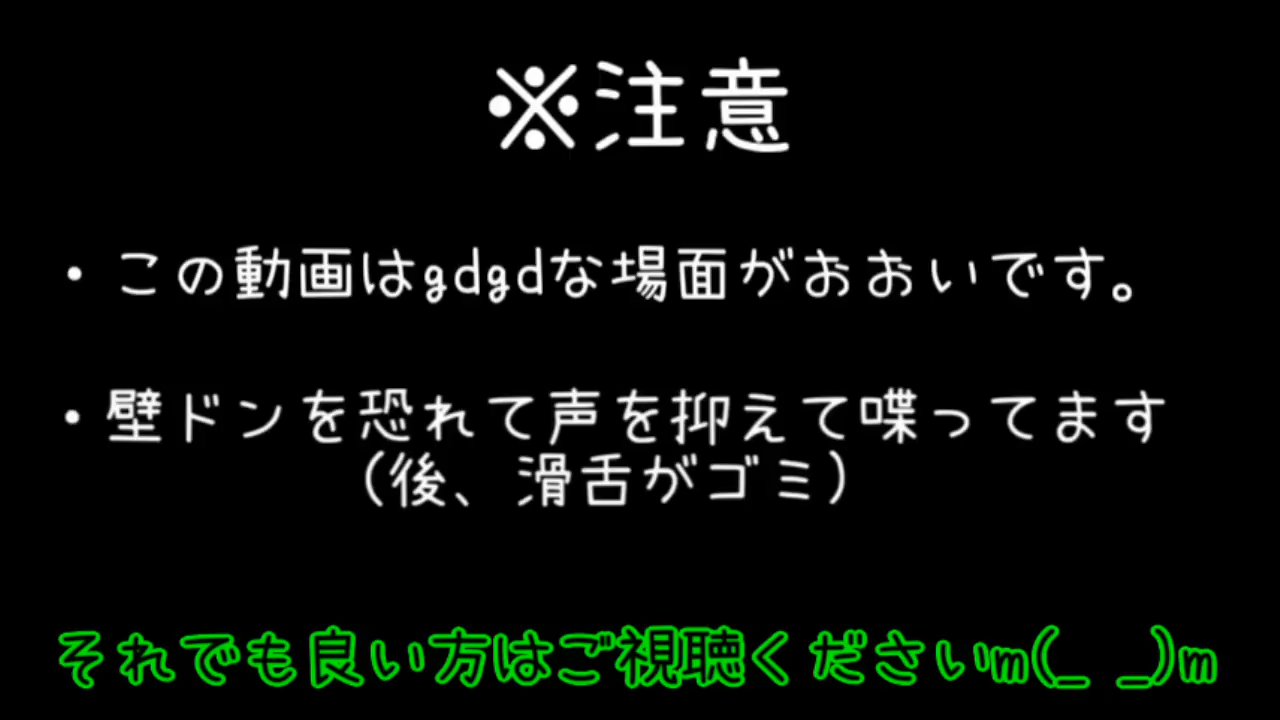 ※注意
・この動画はgdgdな場面がおおいです。
・壁ドンを恐れて声を抑えて喋ってます
(後、滑舌がゴミ)
それでも良い方はご視聴くださいm(_ _)m